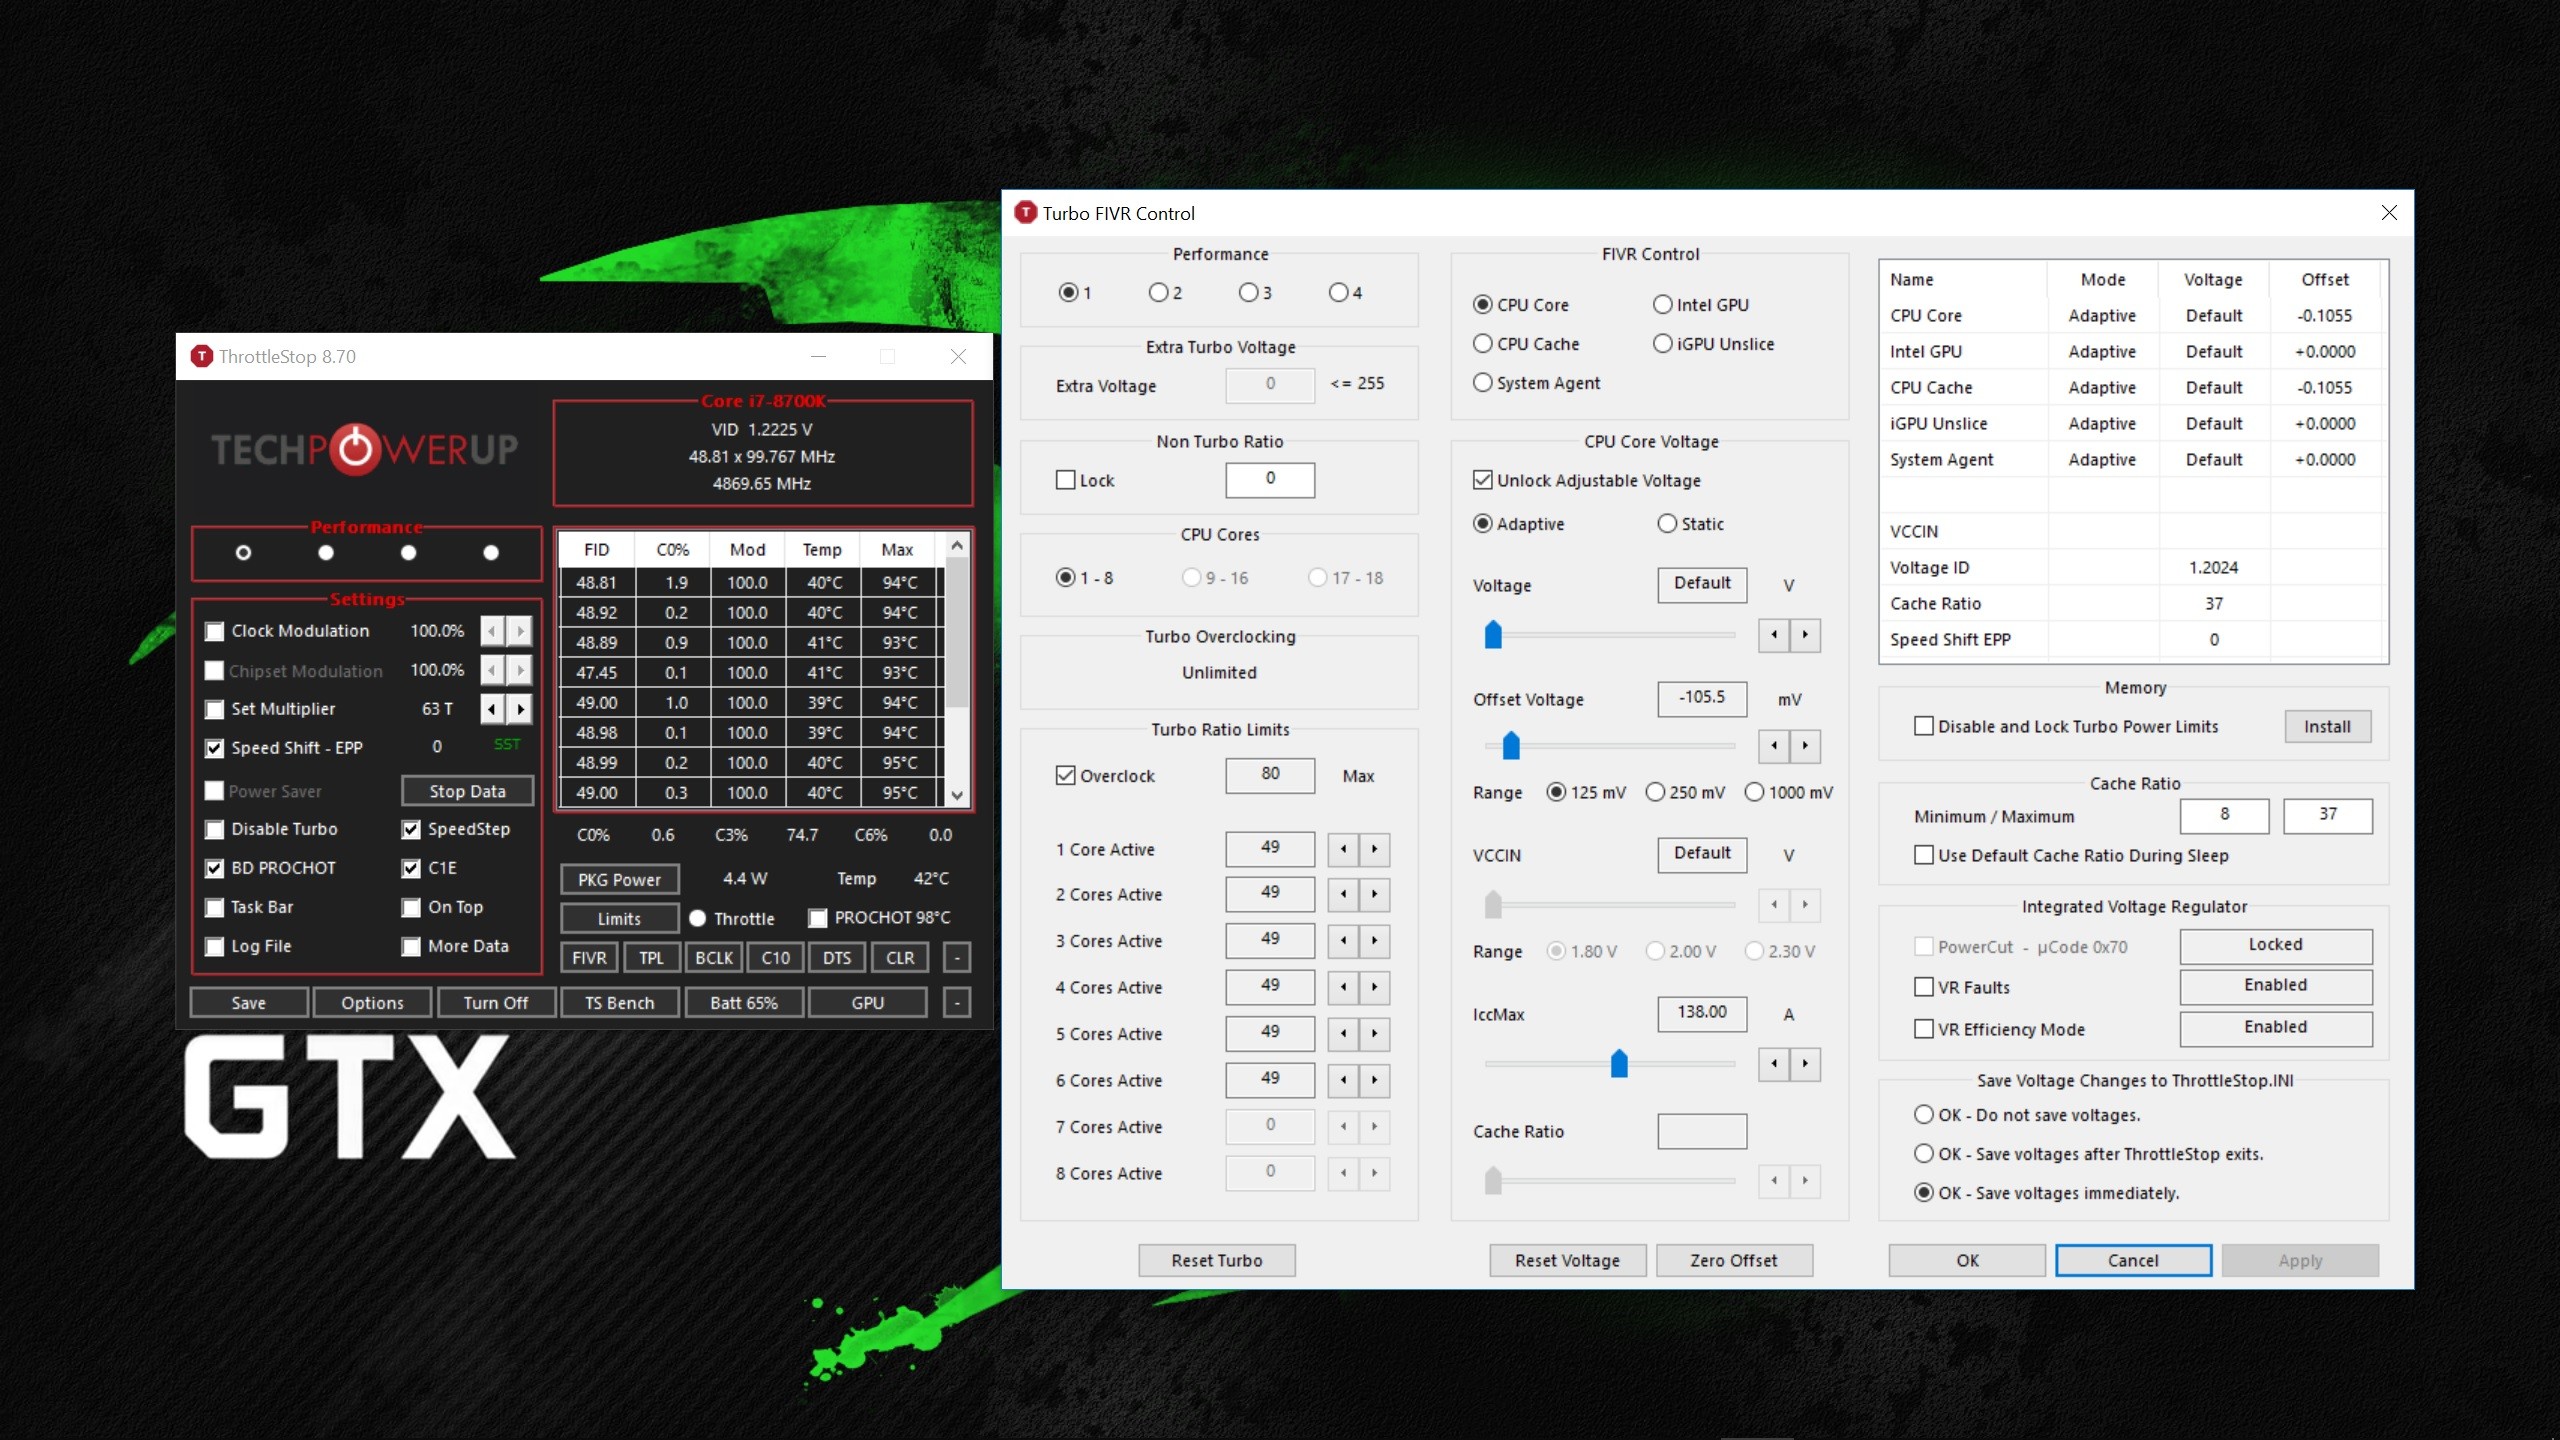 ThrottleStop 8.70
TECHPOWERUP
Core i7-8700K
VID 1.2225 V
48.81 x 99.767 MHz
4869.65 MHz
Performance
Settings
Clock Modulation 100.0%
Chipset Modulation 100.0%
Set Multiplier 63 T
Speed Shift - EPP 0 SST
Power Saver Stop Data
Disable Turbo SpeedStep
BD PROCHOT C1E
Task Bar On Top
Log File More Data
FID C0% Mod Temp Max
48.81 1.9 100.0 40°C 94°C
48.92 0.2 100.0 40°C 94°C
48.89 0.9 100.0 41°C 93°C
47.45 0.1 100.0 41°C 93°C
49.00 1.0 100.0 39°C 94°C
48.98 0.1 100.0 39°C 94°C
48.99 0.2 100.0 40°C 95°C
49.00 0.3 100.0 40°C 95°C
C0% 0.6 C3% 74.7 C6% 0.0
PKG Power 4.4 W Temp 42°C
Limits Throttle PROCHOT 98°C
FIVR TPL BCLK C10 DTS CLR -
Save Options Turn Off TS Bench Batt 65% GPU -
GTX
Turbo FIVR Control
Performance
1 2 3 4
Extra Turbo Voltage
Extra Voltage 0 <= 255
Non Turbo Ratio
Lock 0
CPU Cores
1 - 8 9 - 16 17 - 18
Turbo Overclocking
Unlimited
Turbo Ratio Limits
Overclock 80 Max
1 Core Active 49
2 Cores Active 49
3 Cores Active 49
4 Cores Active 49
5 Cores Active 49
6 Cores Active 49
7 Cores Active 0
8 Cores Active 0
Reset Turbo
FIVR Control
CPU Core Intel GPU
CPU Cache iGPU Unslice
System Agent
CPU Core Voltage
Unlock Adjustable Voltage
Adaptive Static
Voltage Default V
Offset Voltage -105.5 mV
Range 125 mV 250 mV 1000 mV
VCCIN Default V
Range 1.80 V 2.00 V 2.30 V
IccMax 138.00 A
Cache Ratio
Reset Voltage Zero Offset
Name Mode Voltage Offset
CPU Core Adaptive Default -0.1055
Intel GPU Adaptive Default +0.0000
CPU Cache Adaptive Default -0.1055
iGPU Unslice Adaptive Default +0.0000
System Agent Adaptive Default +0.0000
VCCIN
Voltage ID 1.2024
Cache Ratio 37
Speed Shift EPP 0
Memory
Disable and Lock Turbo Power Limits Install
Cache Ratio
Minimum / Maximum 8 37
Use Default Cache Ratio During Sleep
Integrated Voltage Regulator
PowerCut - µCode 0x70 Locked
VR Faults Enabled
VR Efficiency Mode Enabled
Save Voltage Changes to ThrottleStop.INI
OK - Do not save voltages.
OK - Save voltages after ThrottleStop exits.
OK - Save voltages immediately.
OK Cancel Apply